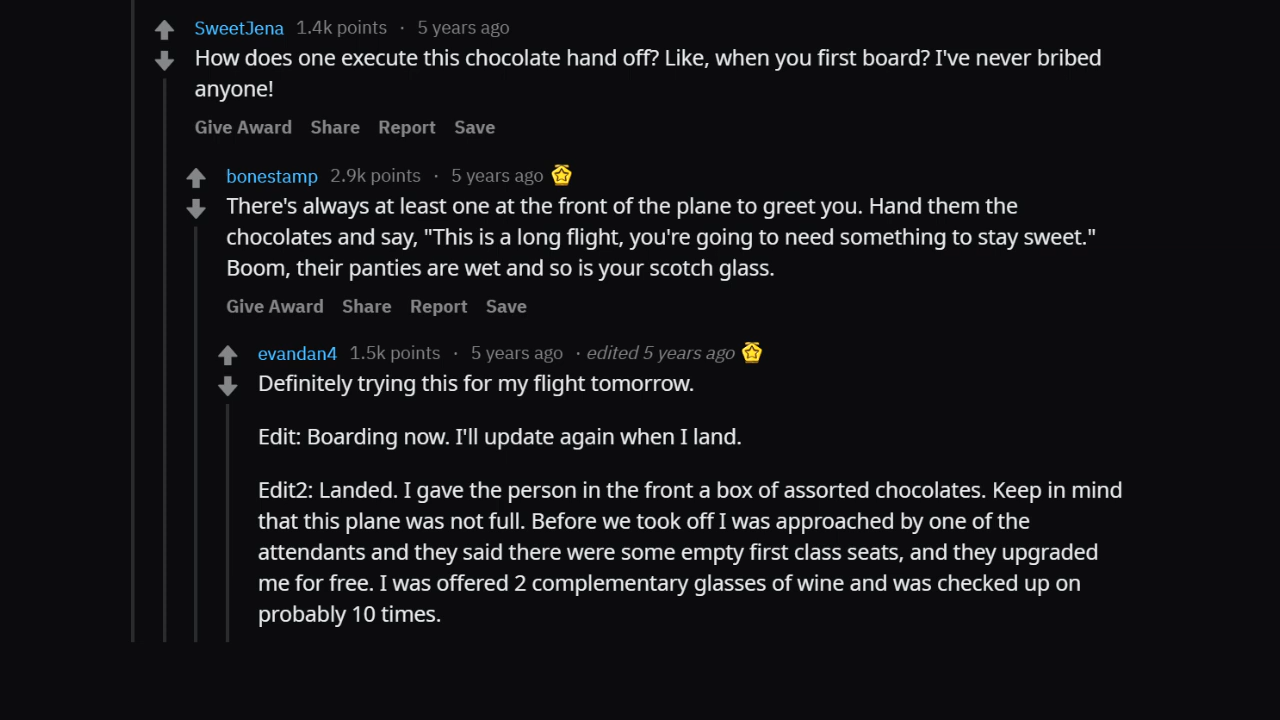 SweetJena 1.4k points · 5 years ago
How does one execute this chocolate hand off? Like, when you first board? I've never bribed
anyone!
Give Award Share Report Save
bonestamp 2.9k points · 5 years ago
There's always at least one at the front of the plane to greet you. Hand them the
chocolates and say, "This is a long flight, you're going to need something to stay sweet."
Boom, their panties are wet and so is your scotch glass.
Give Award Share Report Save
evandan4 1.5k points · 5 years ago · edited 5 years ago
Definitely trying this for my flight tomorrow.
Edit: Boarding now. I'll update again when I land.
Edit2: Landed. I gave the person in the front a box of assorted chocolates. Keep in mind
that this plane was not full. Before we took off I was approached by one of the
attendants and they said there were some empty first class seats, and they upgraded
me for free. I was offered 2 complementary glasses of wine and was checked up on
probably 10 times.